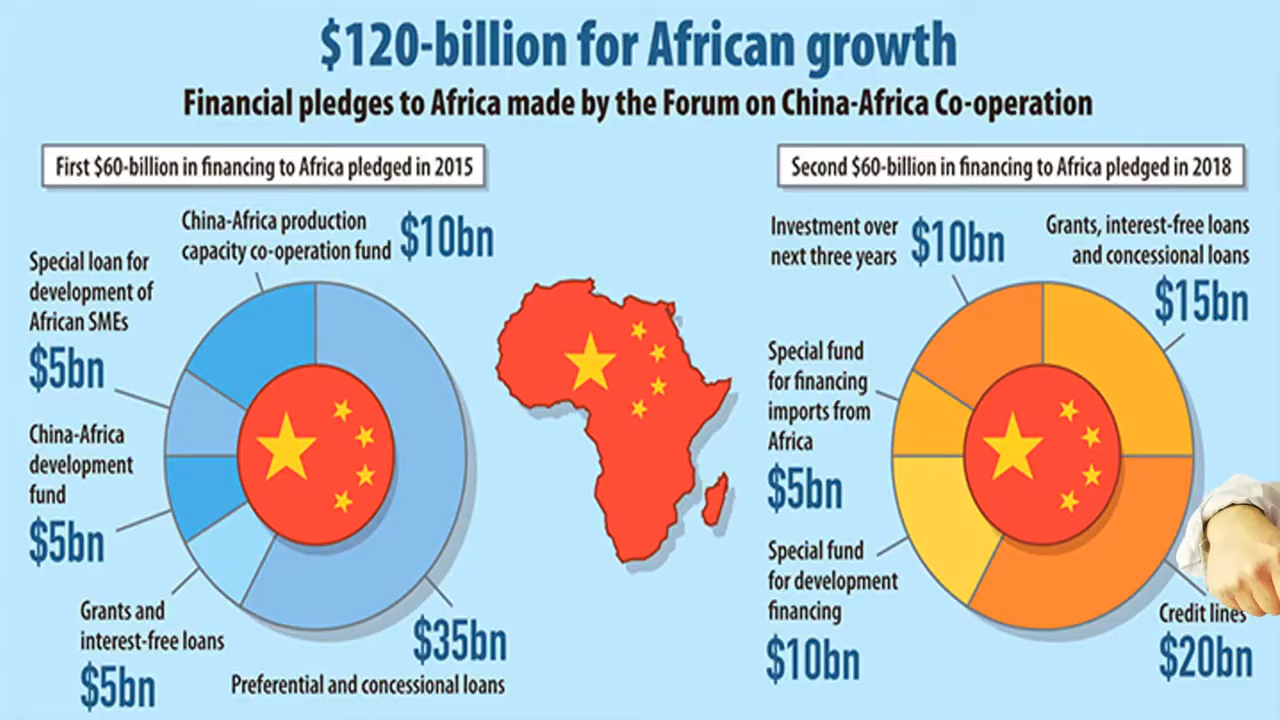 $120-billion for African growth
Financial pledges to Africa made by the Forum on China-Africa Co-operation
First $60-billion in financing to Africa pledged in 2015
China-Africa production
capacity co-operation fund
$10bn
Special loan for
development of
African SMEs
$5bn
China-Africa
development
fund
$5bn
Grants and
interest-free loans
$5bn
$35bn
Preferential and concessional loans
Second $60-billion in financing to Africa pledged in 2018
Investment over
next three years
$10bn
Grants, interest-free loans
and concessional loans
$15bn
Special fund
for financing
imports from
Africa
$5bn
Special fund
for development
financing
$10bn
Credit lines
$20bn